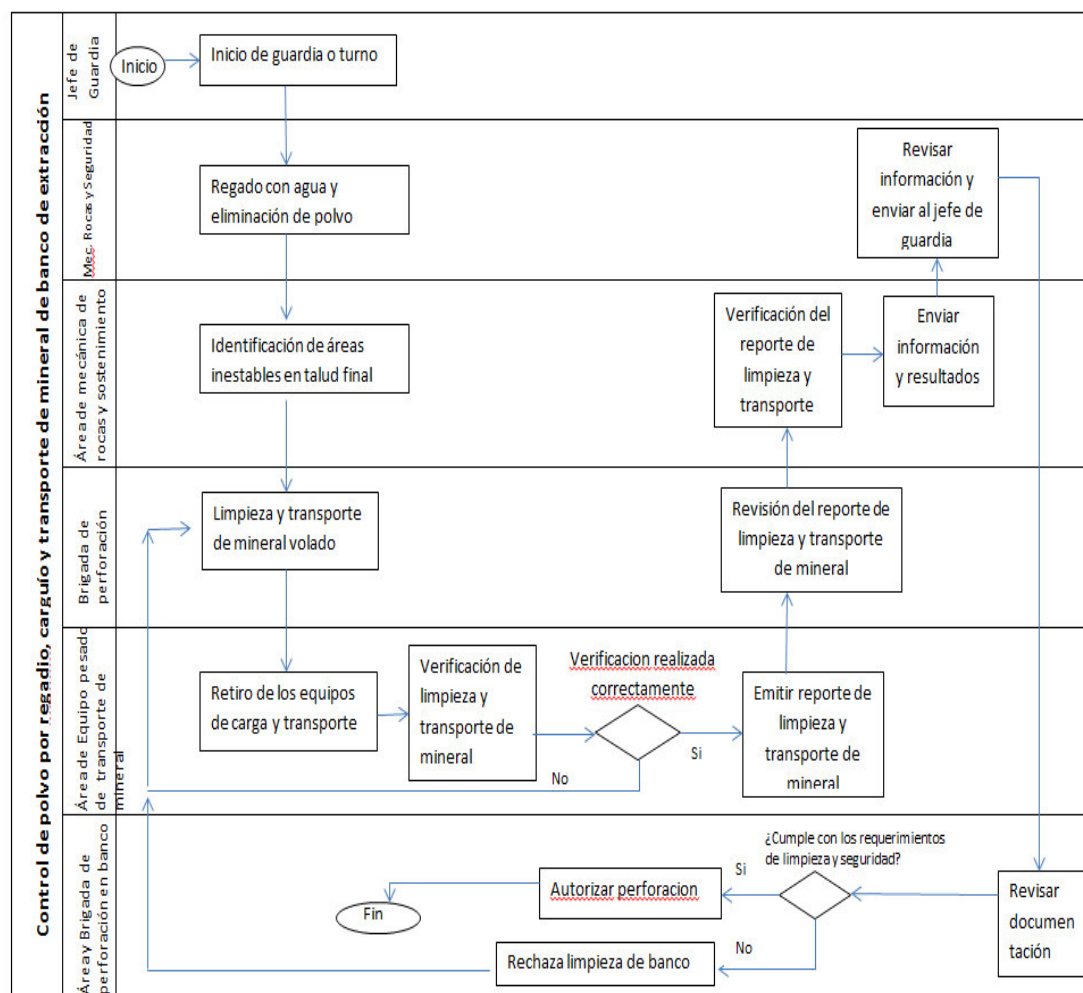 Control de polvo por regadio, carguío y transporte de mineral de banco de extracción
Jefe de
Guardia
Inicio
Inicio de guardia o turno
Mec. Rocas y Seguridad
Regado con agua y
eliminación de polvo
Revisar
información y
enviar al jefe de
guardia
Área de mecánica de
rocas y sostenimiento
Identificación de áreas
inestables en talud final
Verificación del
reporte de
limpieza y
transporte
Enviar
información
y resultados
Brigada de
perforación
Limpieza y transporte
de mineral volado
Revisión del reporte de
limpieza y transporte
de mineral
Área de Equipo pesado
de transporte de
mineral
Retiro de los equipos
de carga y transporte
Verificación de
limpieza y
transporte de
mineral
Verificacion realizada
correctamente
Si
No
Emitir reporte de
limpieza y
transporte de
mineral
Área y Brigada de
perforación en banco
¿Cumple con los requerimientos
de limpieza y seguridad?
Si
No
Autorizar perforacion
Fin
Rechaza limpieza de banco
Revisar
documen
tación